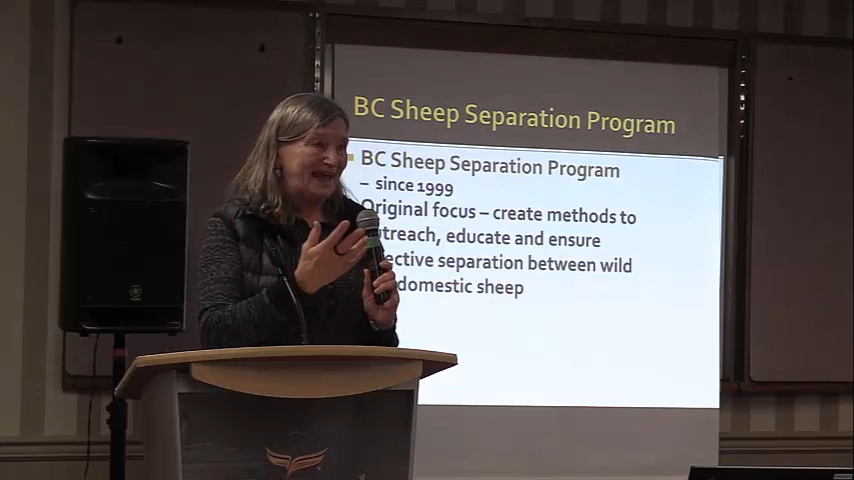 BC Sheep Separation Program
BC Sheep Separation Program
– since 1999
Original focus – create methods to
educate and ensure
separation between wild
domestic sheep